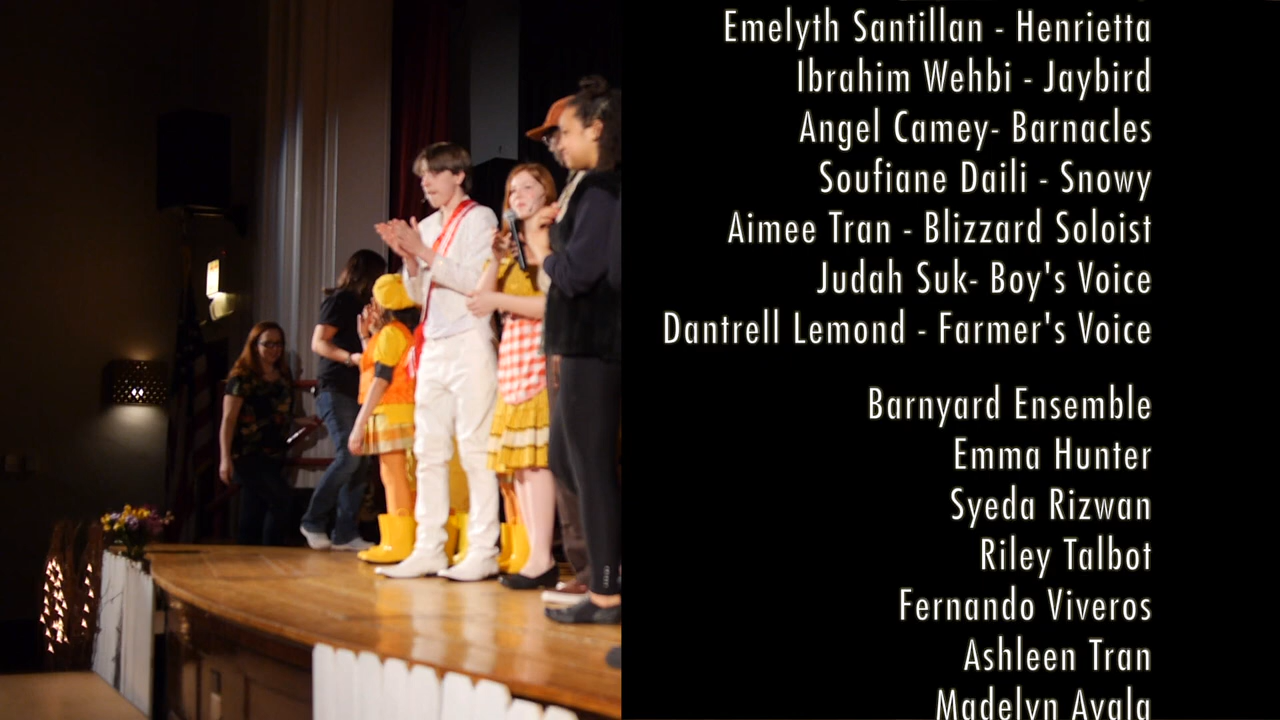 Emelyth Santillan - Henrietta
Ibrahim Wehbi - Jaybird
Angel Camey- Barnacles
Soufiane Daili - Snowy
Aimee Tran - Blizzard Soloist
Judah Suk- Boy's Voice
Dantrell Lemond - Farmer's Voice
Barnyard Ensemble
Emma Hunter
Syeda Rizwan
Riley Talbot
Fernando Viveros
Ashleen Tran
Madelyn Ayala